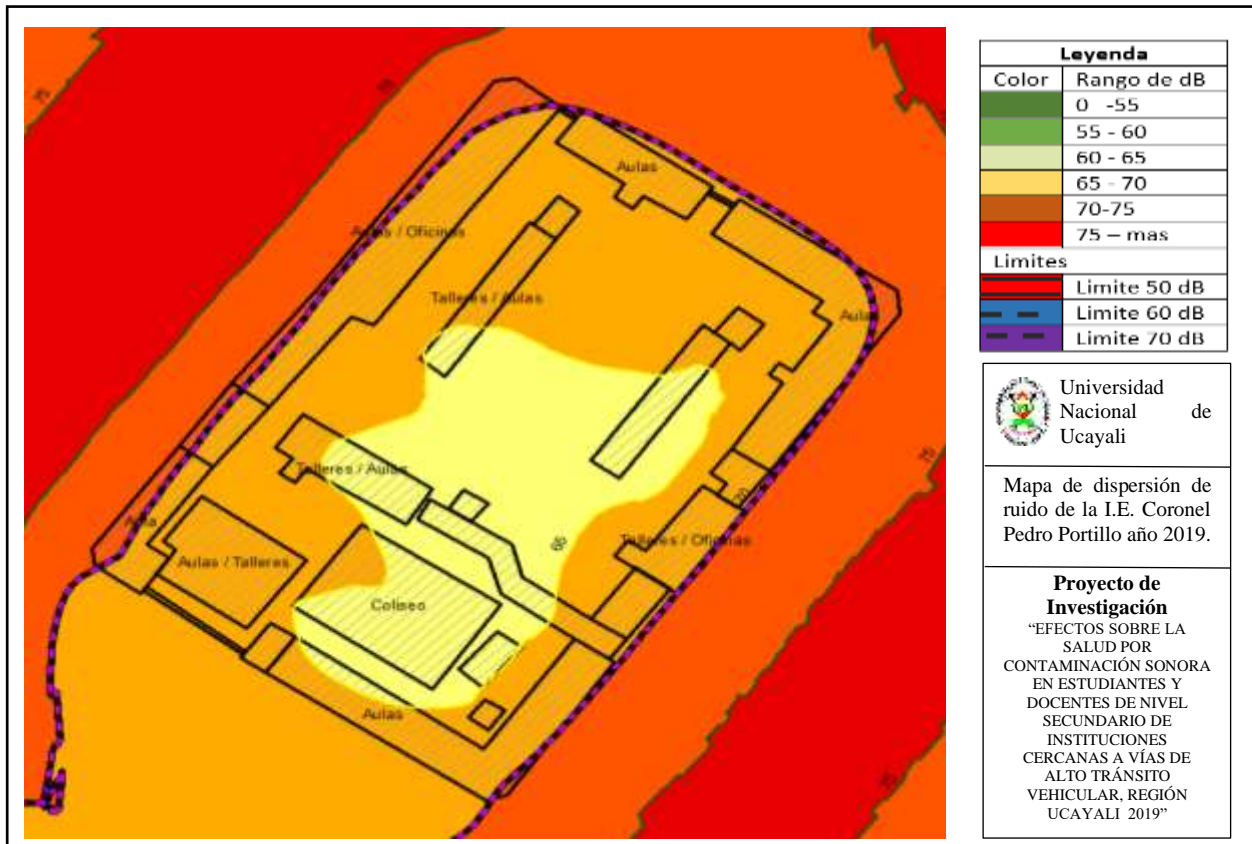 75
75
Aulas
Aulas / Oficinas
Talleres / Aulas
Aulas
75
Talleres / Aulas
70
65
Talleres / Oficinas
Aula
Aulas / Talleres
Coliseo
Aulas
75
Leyenda
Color Rango de dB
0 -55
55 - 60
60 - 65
65 - 70
70-75
75 – mas
Limites
Limite 50 dB
Limite 60 dB
Limite 70 dB
Universidad
Nacional de
Ucayali
Mapa de dispersión de
ruido de la I.E. Coronel
Pedro Portillo año 2019.
Proyecto de
Investigación
“EFECTOS SOBRE LA
SALUD POR
CONTAMINACIÓN SONORA
EN ESTUDIANTES Y
DOCENTES DE NIVEL
SECUNDARIO DE
INSTITUCIONES
CERCANAS A VÍAS DE
ALTO TRÁNSITO
VEHICULAR, REGIÓN
UCAYALI 2019”